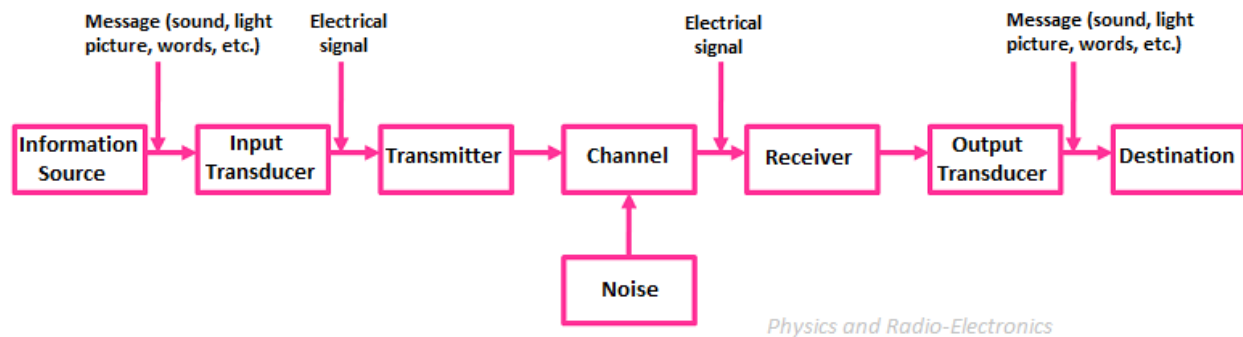 Message (sound, light
picture, words, etc.)
Electrical
signal
Electrical
signal
Message (sound, light
picture, words, etc.)
Information
Source
Input
Transducer
Transmitter
Channel
Receiver
Output
Transducer
Destination
Noise
Physics and Radio-Electronics